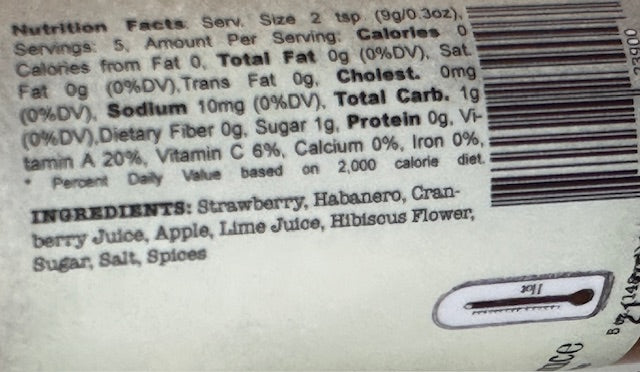 Nutrition Facts Serv. Size 2 tsp (9g/0.3oz),
Servings: 5, Amount Per Serving: Calories 0
Calories from Fat 0, Total Fat 0g (0%DV), Sat.
Fat 0g (0%DV), Trans Fat 0g, Cholest. 0mg
(0%DV), Sodium 10mg (0%DV), Total Carb. 1g
(0%DV), Dietary Fiber 0g, Sugar 1g, Protein 0g, Vi-
tamin A 20%, Vitamin C 6%, Calcium 0%, Iron 0%,
* Percent Daily Value based on 2,000 calorie diet.
INGREDIENTS: Strawberry, Habanero, Cran-
berry Juice, Apple, Lime Juice, Hibiscus Flower,
Sugar, Salt, Spices
Hot